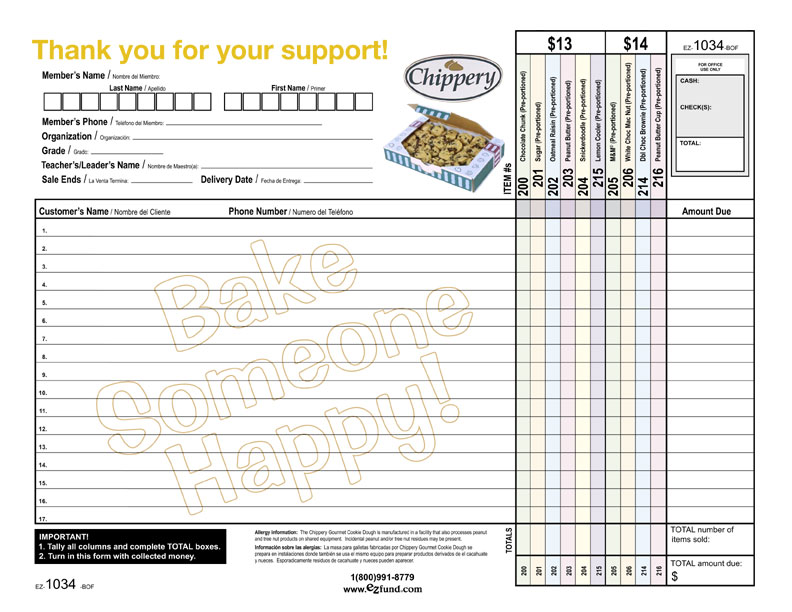 Thank you for your support!
Member's Name / Nombre del Miembro:
Last Name / Apellido
First Name / Primer
Member's Phone / Teléfono del Miembro:
Organization / Organización:
Grade / Grado:
Teacher's/Leader's Name / Nombre de Maestro(a):
Sale Ends / La Venta Termina:
Delivery Date / Fecha de Entrega:
Chippery
$13
$14
EZ-1034-BOF
FOR OFFICE
USE ONLY
CASH:
CHECK(S):
TOTAL:
ITEM #s
200 Chocolate Chunk (Pre-portioned)
201 Sugar (Pre-portioned)
202 Oatmeal Raisin (Pre-portioned)
203 Peanut Butter (Pre-portioned)
204 Snickerdoodle (Pre-portioned)
215 Lemon Cooler (Pre-portioned)
205 M&M® (Pre-portioned)
206 White Choc Mac Nut (Pre-portioned)
214 Dbl Choc Brownie (Pre-portioned)
216 Peanut Butter Cup (Pre-portioned)
Customer's Name / Nombre del Cliente
Phone Number / Numero del Teléfono
Amount Due
1.
2.
3.
4.
5.
6.
7.
8.
9.
10.
11.
12.
13.
14.
15.
16.
17.
Bake
Someone
Happy!
IMPORTANT!
1. Tally all columns and complete TOTAL boxes.
2. Turn in this form with collected money.
Allergy Information: The Chippery Gourmet Cookie Dough is manufactured in a facility that also processes peanut
and tree nut products on shared equipment. Incidental peanut and/or tree nut residues may be present.
Información sobre las alergias: La masa para galletas fabricadas por Chippery Gourmet Cookie Dough se
prepara en instalaciones donde también se usa el mismo equipo para preparar productos derivados de el cacahuate
y nueces. Esporadicamente residuos de cacahuate y nueces pueden aparecer.
TOTALS
200
201
202
203
204
215
205
206
214
216
TOTAL number of
items sold:
TOTAL amount due:
$
EZ-1034 -BOF
1(800)991-8779
www.ezfund.com